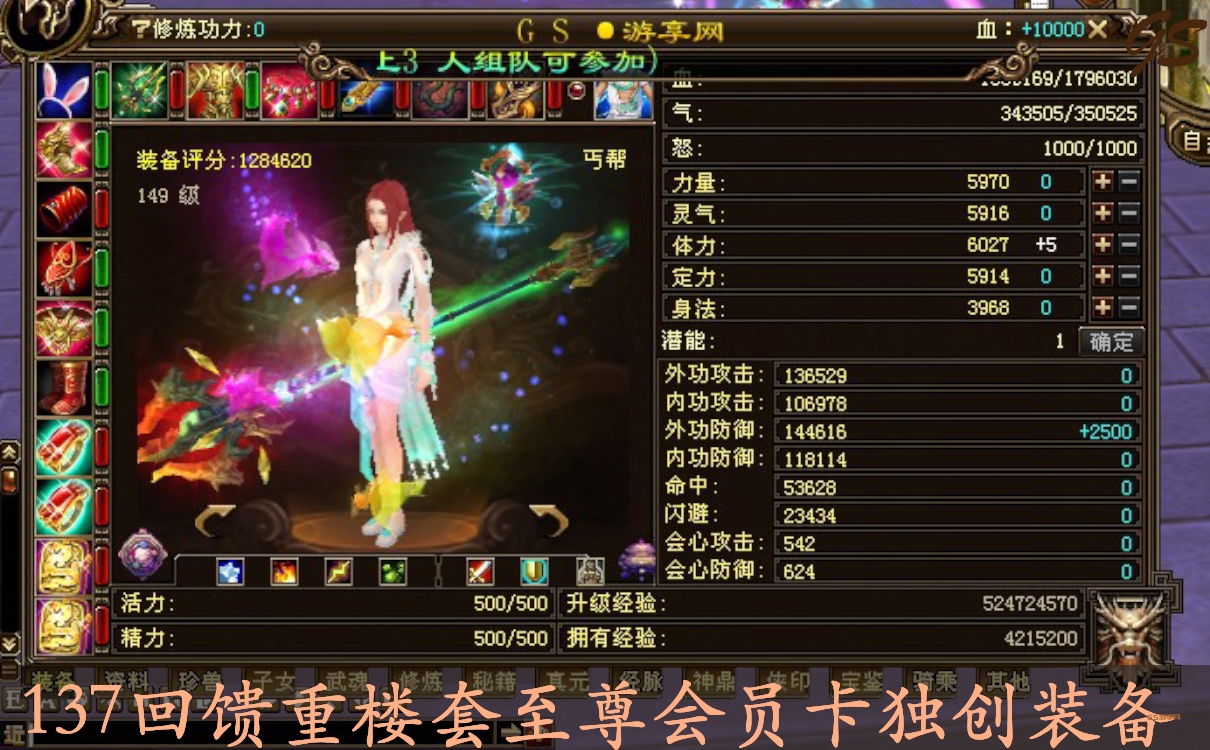 修炼功力:0
GS●游享网
血：+10000
GS
上3 人组队可参加)
血: 169/1796030
气: 343505/350525
怒: 1000/1000
装备评分:1284620
丐帮
149 级
力量: 5970 0
灵气: 5916 0
体力: 6027 +5
定力: 5914 0
身法: 3968 0
潜能: 1 确定
自
外功攻击: 136529 0
内功攻击: 106978 0
外功防御: 144616 +2500
内功防御: 118114 0
命中: 53628 0
闪避: 23434 0
会心攻击: 542 0
会心防御: 624 0
活力: 500/500
升级经验: 524724570
精力: 500/500
拥有经验: 4215200
装备 资料 珍兽 子女 武魂 修炼 秘籍 真元 经脉 神鼎 侠印 宝鉴 骑乘 其他
近
137回馈重楼套至尊会员卡独创装备